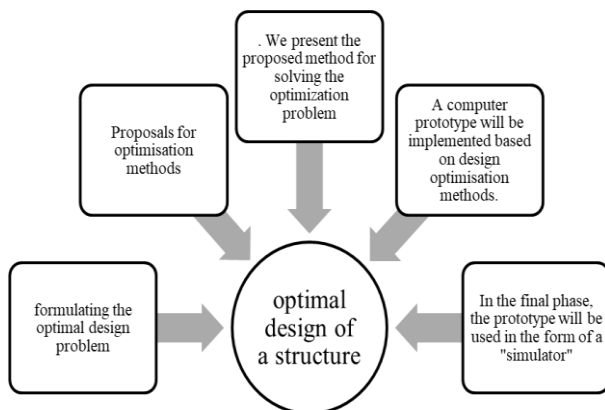 formulating the
optimal design
problem
Proposals for
optimisation
methods
. We present the
proposed method for
solving the
optimization
problem
A computer
prototype will be
implemented based
on design
optimisation
methods.
In the final phase,
the prototype will be
used in the form of a
"simulator"
optimal
design of
a structure